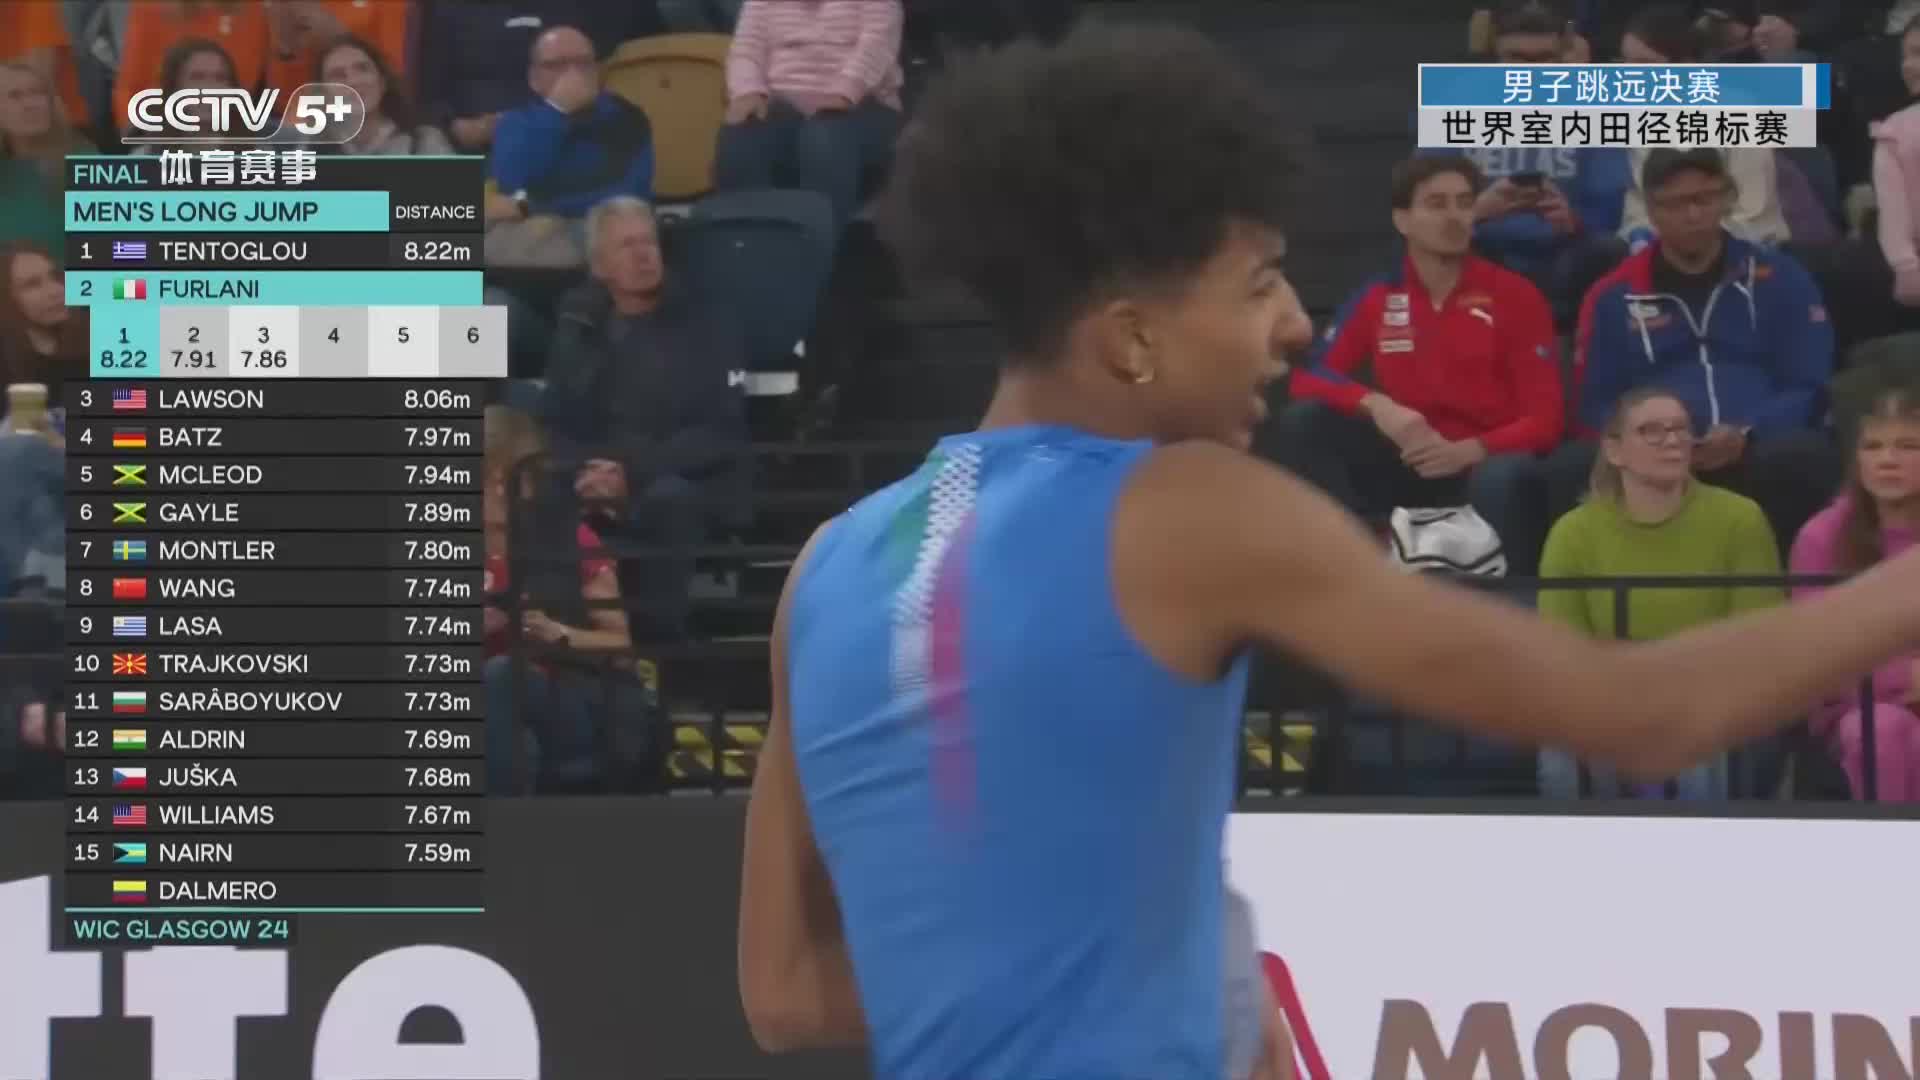 CCTV 5+
体育赛事
男子跳远决赛
世界室内田径锦标赛
FINAL
MEN'S LONG JUMP DISTANCE
1 TENTOGLOU 8.22m
2 FURLANI
1 2 3 4 5 6
8.22 7.91 7.86
3 LAWSON 8.06m
4 BATZ 7.97m
5 MCLEOD 7.94m
6 GAYLE 7.89m
7 MONTLER 7.80m
8 WANG 7.74m
9 LASA 7.74m
10 TRAJKOVSKI 7.73m
11 SARÂBOYUKOV 7.73m
12 ALDRIN 7.69m
13 JUŠKA 7.68m
14 WILLIAMS 7.67m
15 NAIRN 7.59m
DALMERO
WIC GLASGOW 24
MORIN